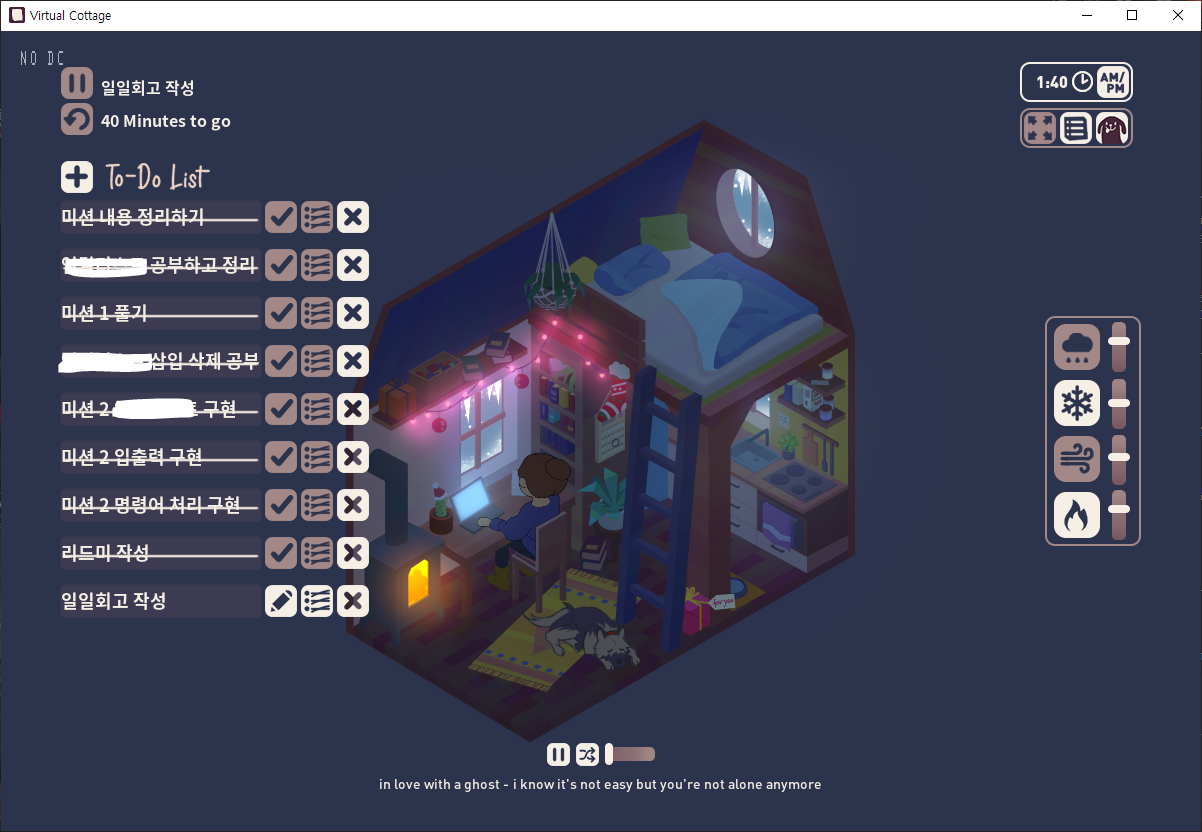 Virtual Cottage
NO DC
일일회고 작성
40 Minutes to go
1:40
AM/
PM
To-Do List
미션 내용 정리하기
공부하고 정리
미션 1 풀기
삽입 삭제 공부
미션 2
구현
미션 2 입출력 구현
미션 2 명령어 처리 구현
리드미 작성
일일회고 작성
for you
in love with a ghost - i know it's not easy but you're not alone anymore